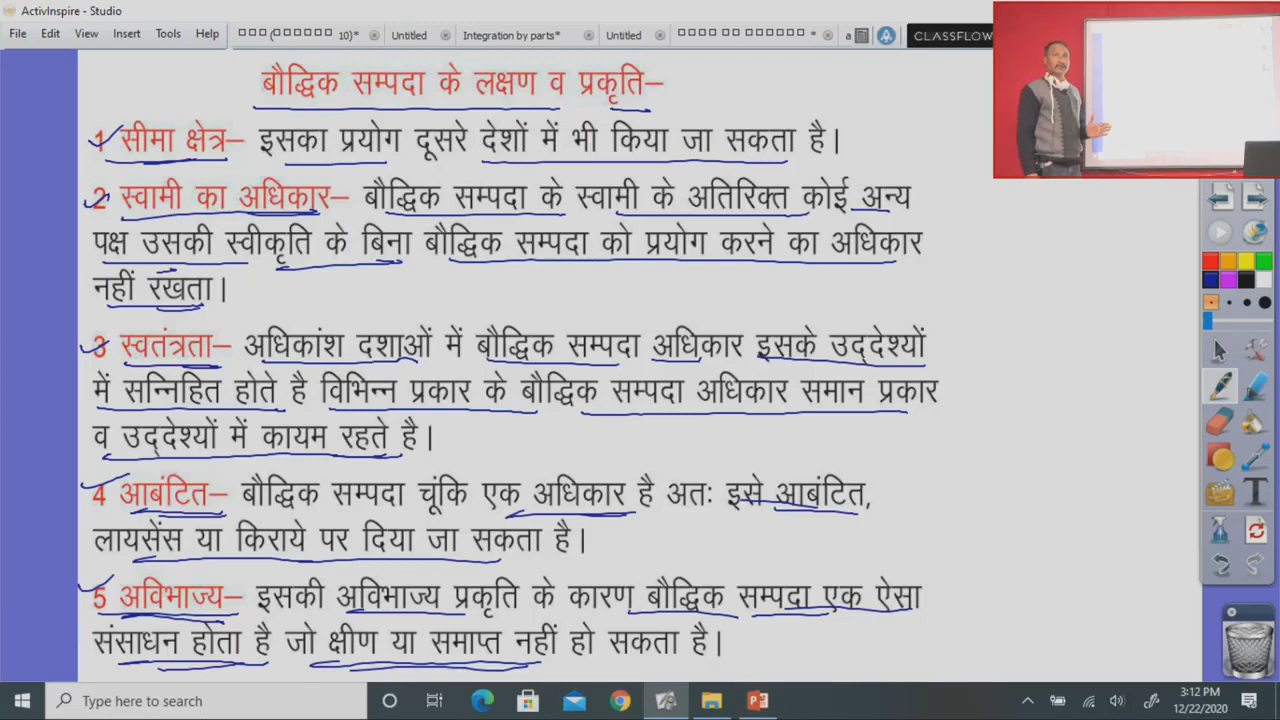 ActivInspire - Studio
File Edit View Insert Tools Help
10)* Untitled Integration by parts* Untitled * a CLASSFLOW
बौद्धिक सम्पदा के लक्षण व प्रकृति–
1 सीमा क्षेत्र– इसका प्रयोग दूसरे देशों में भी किया जा सकता है।
2 स्वामी का अधिकार– बौद्धिक सम्पदा के स्वामी के अतिरिक्त कोई अन्य
पक्ष उसकी स्वीकृति के बिना बौद्धिक सम्पदा को प्रयोग करने का अधिकार
नहीं रखता।
3 स्वतंत्रता– अधिकांश दशाओं में बौद्धिक सम्पदा अधिकार इसके उद्देश्यों
में सन्निहित होते है विभिन्न प्रकार के बौद्धिक सम्पदा अधिकार समान प्रकार
व उद्देश्यों में कायम रहते है।
4 आबंटित– बौद्धिक सम्पदा चूंकि एक अधिकार है अतः इसे आबंटित,
लायसेंस या किराये पर दिया जा सकता है।
5 अविभाज्य– इसकी अविभाज्य प्रकृति के कारण बौद्धिक सम्पदा एक ऐसा
संसाधन होता है जो क्षीण या समाप्त नहीं हो सकता है।
Type here to search
3:12 PM
12/22/2020